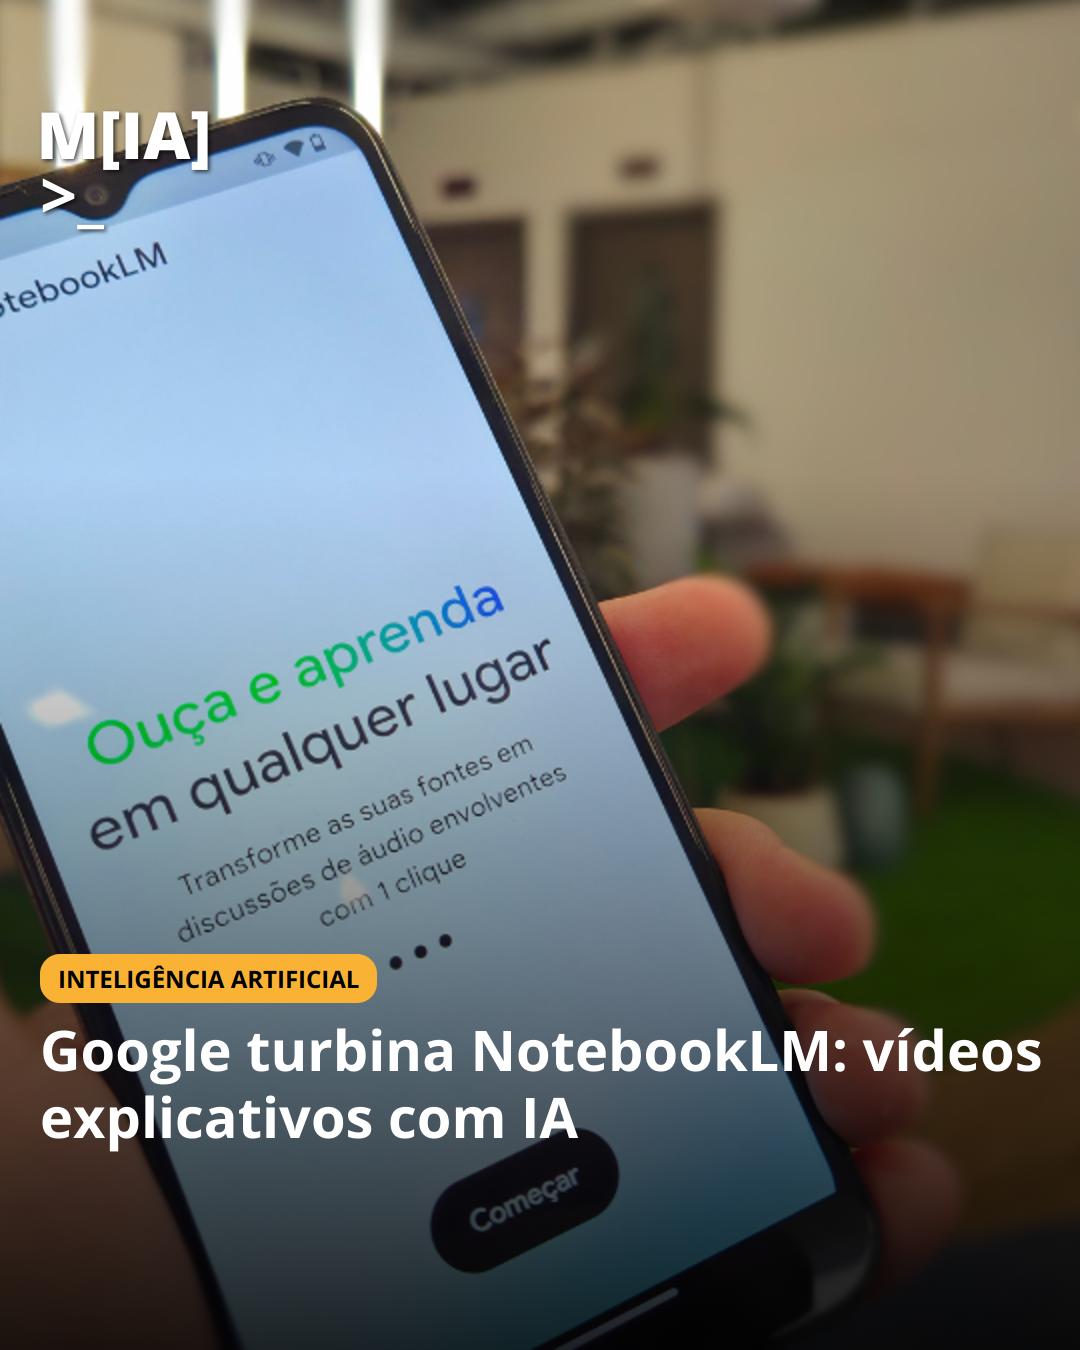 M[IA]
>_
otebookLM
Ouça e aprenda
em qualquer lugar
Transforme as suas fontes em
discussões de áudio envolventes
com 1 clique
INTELIGÊNCIA ARTIFICIAL
Google turbina NotebookLM: vídeos
explicativos com IA
Começar